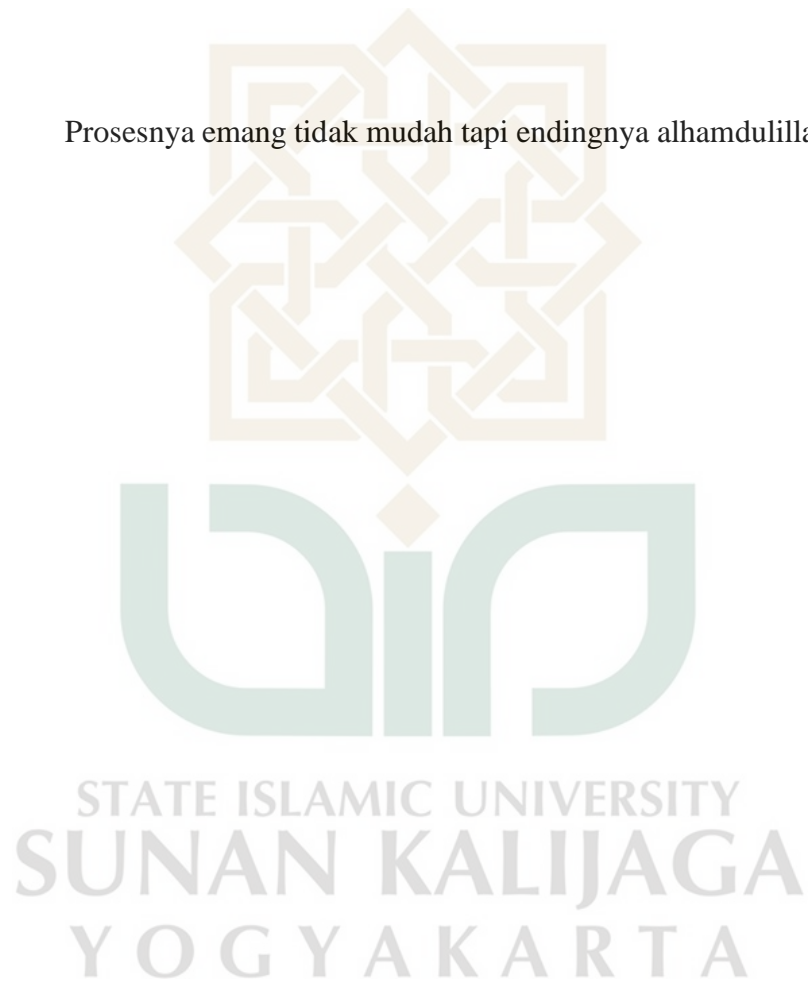 Prosesnya emang tidak mudah tapi endingnya alhamdulilla
STATE ISLAMIC UNIVERSITY
SUNAN KALIJAGA
YOGYAKARTA